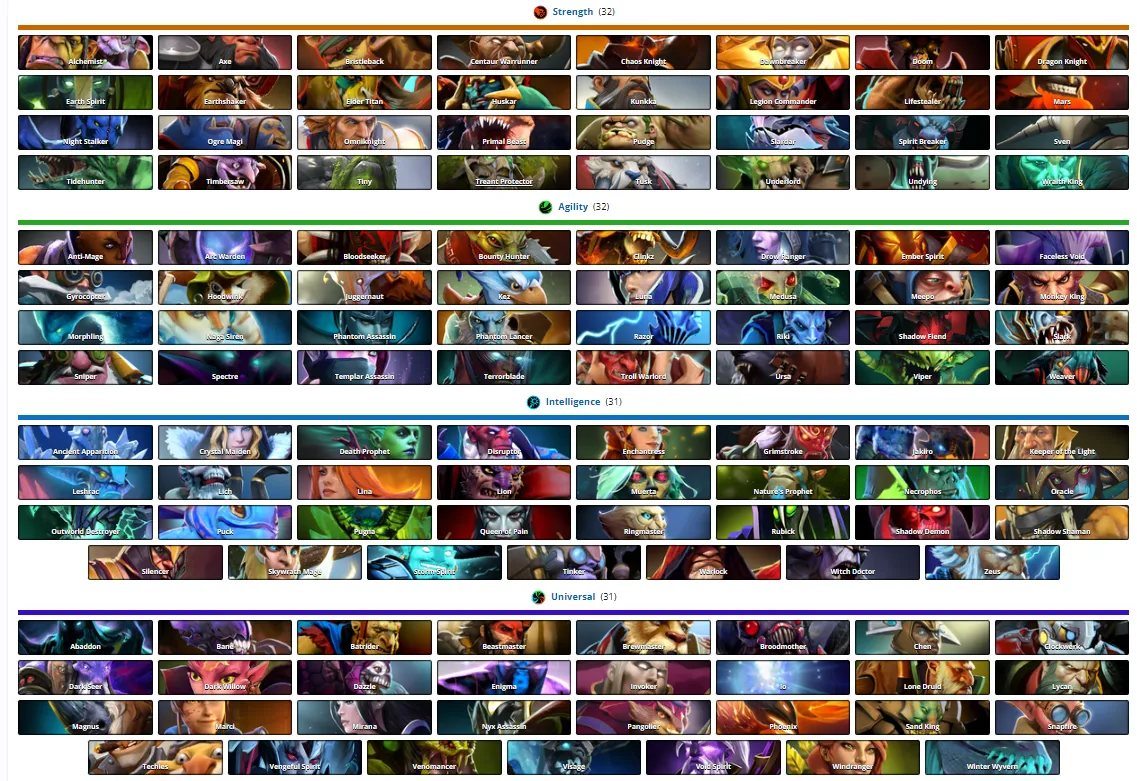 Strength (32)
Alchemist Axe Bristleback Centaur Warrunner Chaos Knight Dawnbreaker Doom Dragon Knight
Earth Spirit Earthshaker Elder Titan Huskar Kunkka Legion Commander Lifestealer Mars
Night Stalker Ogre Magi Omniknight Primal Beast Pudge Slardar Spirit Breaker Sven
Tidehunter Timbersaw Tiny Treant Protector Tusk Underlord Undying Wraith King
Agility (32)
Anti-Mage Arc Warden Bloodseeker Bounty Hunter Clinkz Drow Ranger Ember Spirit Faceless Void
Gyrocopter Hoodwink Juggernaut Kez Luna Medusa Meepo Monkey King
Morphling Naga Siren Phantom Assassin Phantom Lancer Razor Riki Shadow Fiend Slark
Sniper Spectre Templar Assassin Terrorblade Troll Warlord Ursa Viper Weaver
Intelligence (31)
Ancient Apparition Crystal Maiden Death Prophet Disruptor Enchantress Grimstroke Jakiro Keeper of the Light
Leshrac Lich Lina Lion Muerta Nature's Prophet Necrophos Oracle
Outworld Destroyer Puck Pugna Queen of Pain Ringmaster Rubick Shadow Demon Shadow Shaman
Silencer Skywrath Mage Storm Spirit Tinker Warlock Witch Doctor Zeus
Universal (31)
Abaddon Bane Batrider Beastmaster Brewmaster Broodmother Chen Clockwerk
Dark Seer Dark Willow Dazzle Enigma Invoker Io Lone Druid Lycan
Magnus Marci Mirana Nyx Assassin Pangolier Phoenix Sand King Snapfire
Techies Vengeful Spirit Venomancer Visage Void Spirit Windranger Winter Wyvern